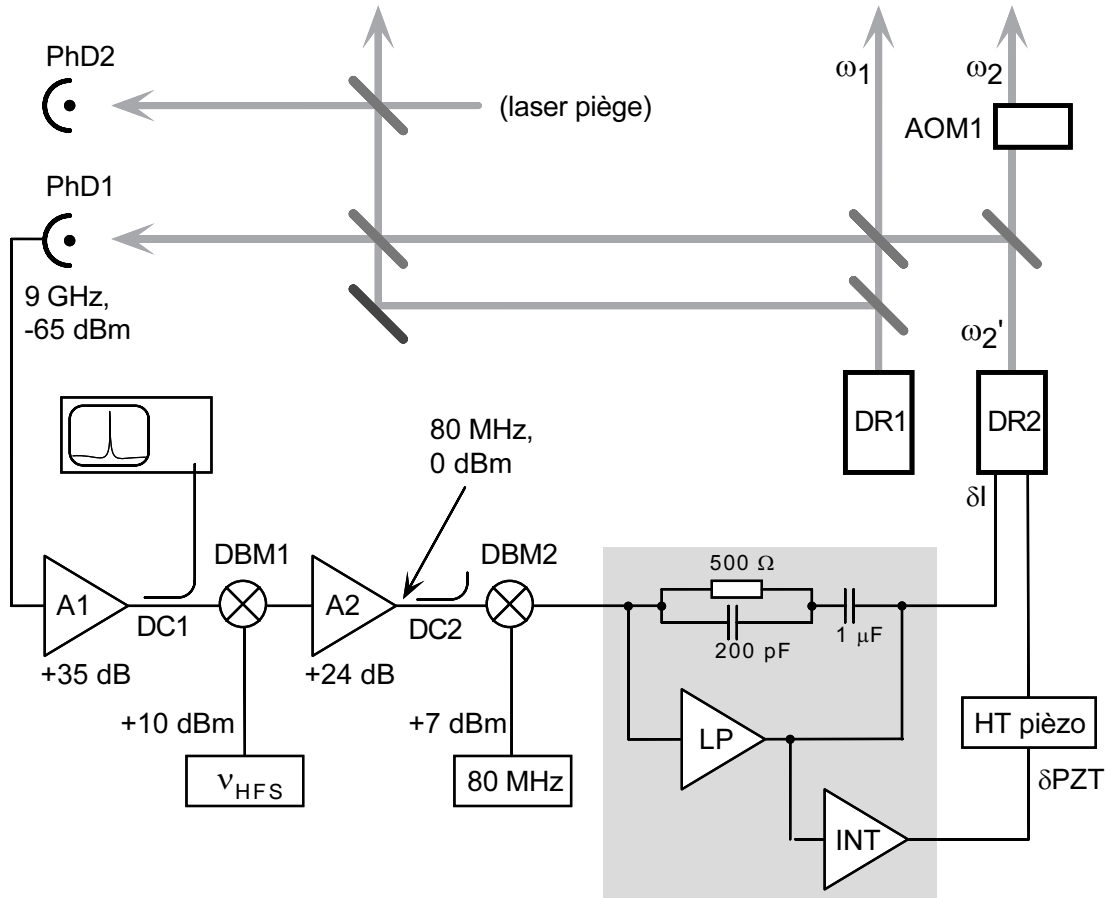 PhD2
(laser piège)
ω1
ω2
AOM1
PhD1
9 GHz,
-65 dBm
ω2'
DR1
DR2
80 MHz,
0 dBm
δI
DBM1
DBM2
500 Ω
A1
A2
DC1
DC2
200 pF
1 μF
+35 dB
+24 dB
+10 dBm
+7 dBm
LP
HT pièzo
νHFS
80 MHz
δPZT
INT